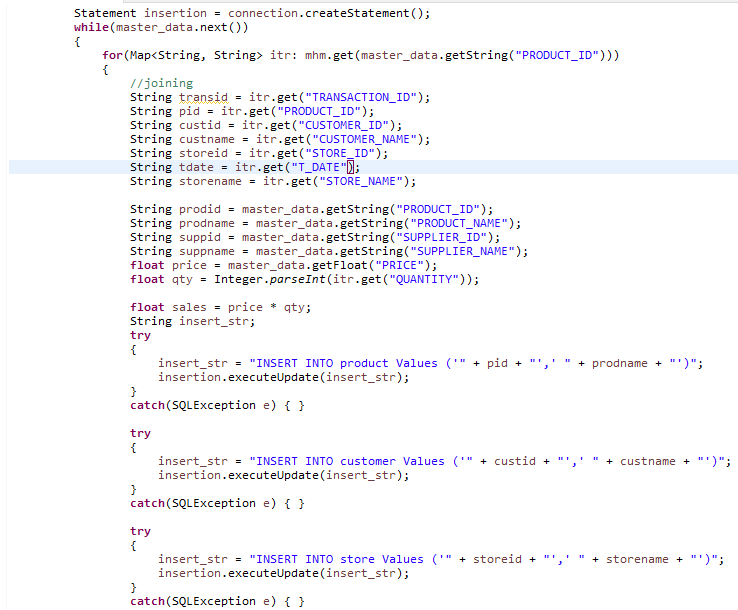 Statement insertion = connection.createStatement();
while(master_data.next())
{
for(Map<String, String> itr: mhm.get(master_data.getString("PRODUCT_ID")))
{
//joining
String transid = itr.get("TRANSACTION_ID");
String pid = itr.get("PRODUCT_ID");
String custid = itr.get("CUSTOMER_ID");
String custname = itr.get("CUSTOMER_NAME");
String storeid = itr.get("STORE_ID");
String tdate = itr.get("T_DATE");
String storename = itr.get("STORE_NAME");
String prodid = master_data.getString("PRODUCT_ID");
String prodname = master_data.getString("PRODUCT_NAME");
String suppid = master_data.getString("SUPPLIER_ID");
String suppname = master_data.getString("SUPPLIER_NAME");
float price = master_data.getFloat("PRICE");
float qty = Integer.parseInt(itr.get("QUANTITY"));
float sales = price * qty;
String insert_str;
try
{
insert_str = "INSERT INTO product Values ('" + pid + "',' " + prodname + "')";
insertion.executeUpdate(insert_str);
}
catch(SQLException e) { }
try
{
insert_str = "INSERT INTO customer Values ('" + custid + "',' " + custname + "')";
insertion.executeUpdate(insert_str);
}
catch(SQLException e) { }
try
{
insert_str = "INSERT INTO store Values ('" + storeid + "',' " + storename + "')";
insertion.executeUpdate(insert_str);
}
catch(SQLException e) { }